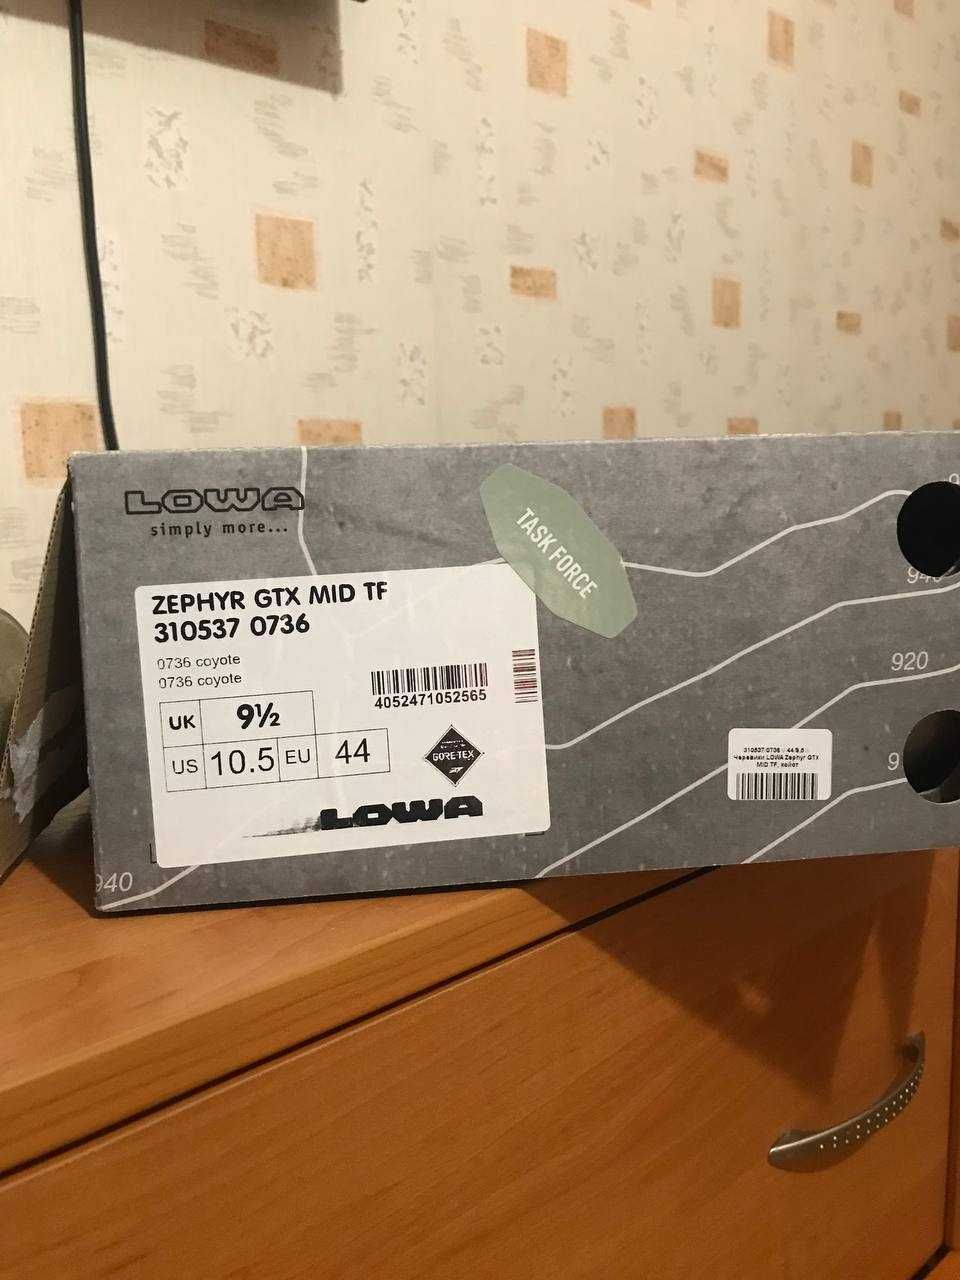 LOWA
simply more...
TASK FORCE
ZEPHYR GTX MID TF
310537 0736
0736 coyote
0736 coyote
4052471052565
UK 9½
US 10.5 EU 44
GORE-TEX
LOWA
940
920
9
940
310537/0736 - 44/9,5
Черевики LOWA Zephyr GTX
MID TF, койот